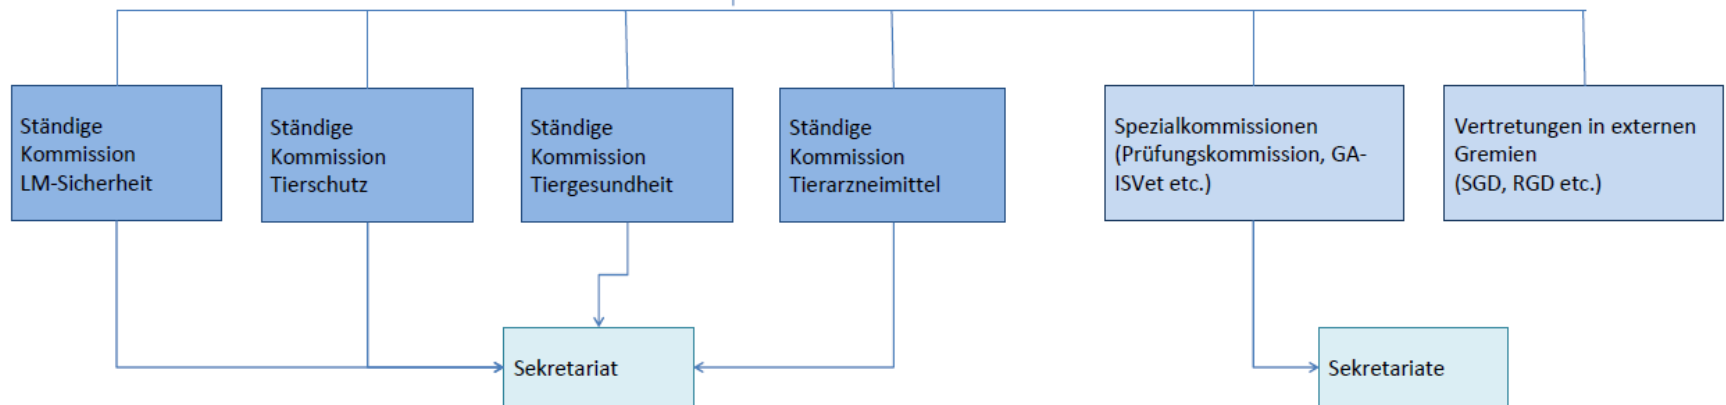 Ständige
Kommission
LM-Sicherheit
Ständige
Kommission
Tierschutz
Ständige
Kommission
Tiergesundheit
Ständige
Kommission
Tierarzneimittel
Spezialkommissionen
(Prüfungskommission, GA-
ISVet etc.)
Vertretungen in externen
Gremien
(SGD, RGD etc.)
Sekretariat
Sekretariate